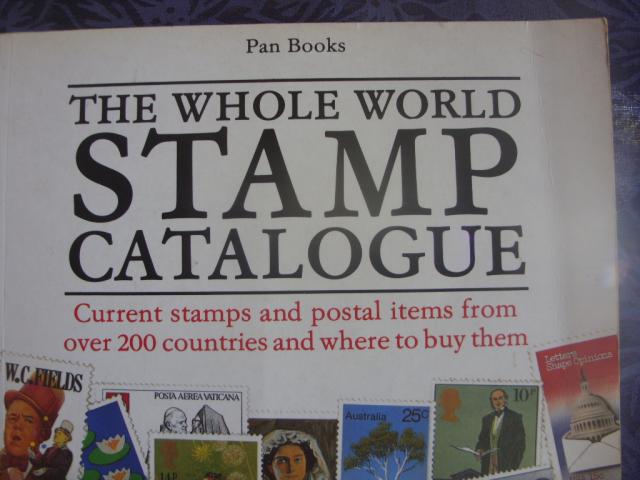 Pan Books
THE WHOLE WORLD
STAMP
CATALOGUE
Current stamps and postal items from
over 200 countries and where to buy them
W.C. FIELDS
POSTA AEREA VATICANA
Australia 25c
10P
Letters
Shape Opinions
14P